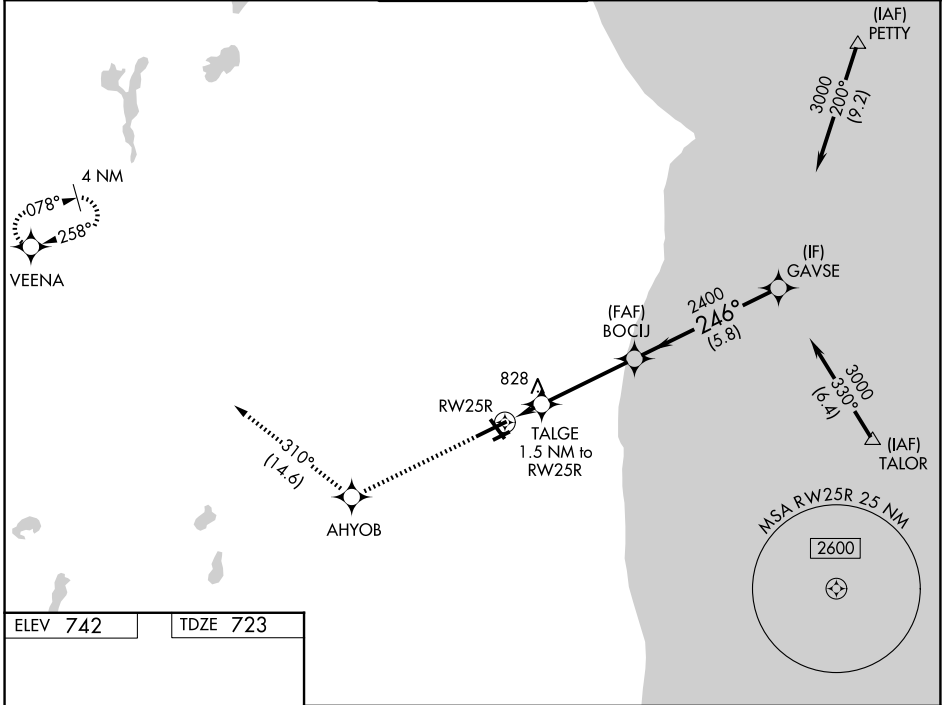 (IAF)
PETTY
3000
200°
(9.2)
4 NM
078°
258°
VEENA
(IF)
GAVSE
2400
246°
(5.8)
(FAF)
BOCIJ
828
RW25R
TALGE
1.5 NM to
RW25R
3000
330°
(6.4)
(IAF)
TALOR
310°
(14.6)
AHYOB
MSA RW25R 25 NM
2600
ELEV 742
TDZE 723